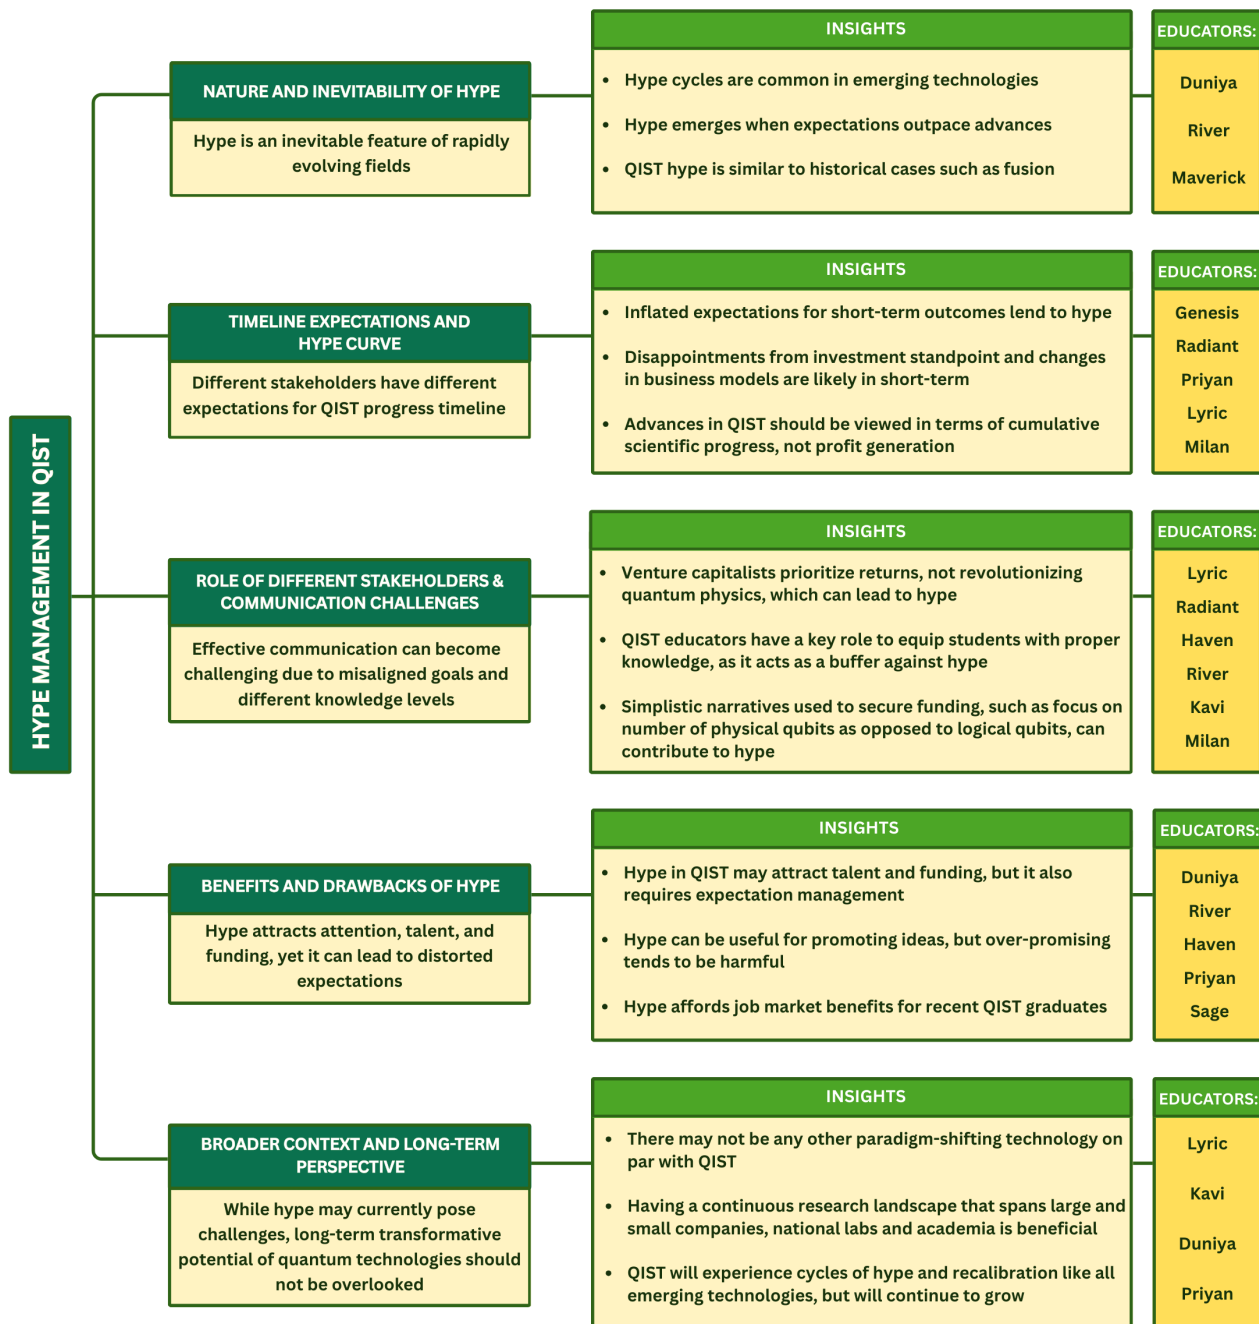 HYPE MANAGEMENT IN QIST
NATURE AND INEVITABILITY OF HYPE
Hype is an inevitable feature of rapidly
evolving fields
INSIGHTS
• Hype cycles are common in emerging technologies
• Hype emerges when expectations outpace advances
• QIST hype is similar to historical cases such as fusion
EDUCATORS:
Duniya
River
Maverick
TIMELINE EXPECTATIONS AND
HYPE CURVE
Different stakeholders have different
expectations for QIST progress timeline
INSIGHTS
• Inflated expectations for short-term outcomes lend to hype
• Disappointments from investment standpoint and changes
in business models are likely in short-term
• Advances in QIST should be viewed in terms of cumulative
scientific progress, not profit generation
EDUCATORS:
Genesis
Radiant
Priyan
Lyric
Milan
ROLE OF DIFFERENT STAKEHOLDERS &
COMMUNICATION CHALLENGES
Effective communication can become
challenging due to misaligned goals and
different knowledge levels
INSIGHTS
• Venture capitalists prioritize returns, not revolutionizing
quantum physics, which can lead to hype
• QIST educators have a key role to equip students with proper
knowledge, as it acts as a buffer against hype
• Simplistic narratives used to secure funding, such as focus on
number of physical qubits as opposed to logical qubits, can
contribute to hype
EDUCATORS:
Lyric
Radiant
Haven
River
Kavi
Milan
BENEFITS AND DRAWBACKS OF HYPE
Hype attracts attention, talent, and
funding, yet it can lead to distorted
expectations
INSIGHTS
• Hype in QIST may attract talent and funding, but it also
requires expectation management
• Hype can be useful for promoting ideas, but over-promising
tends to be harmful
• Hype affords job market benefits for recent QIST graduates
EDUCATORS:
Duniya
River
Haven
Priyan
Sage
BROADER CONTEXT AND LONG-TERM
PERSPECTIVE
While hype may currently pose
challenges, long-term transformative
potential of quantum technologies should
not be overlooked
INSIGHTS
• There may not be any other paradigm-shifting technology on
par with QIST
• Having a continuous research landscape that spans large and
small companies, national labs and academia is beneficial
• QIST will experience cycles of hype and recalibration like all
emerging technologies, but will continue to grow
EDUCATORS:
Lyric
Kavi
Duniya
Priyan